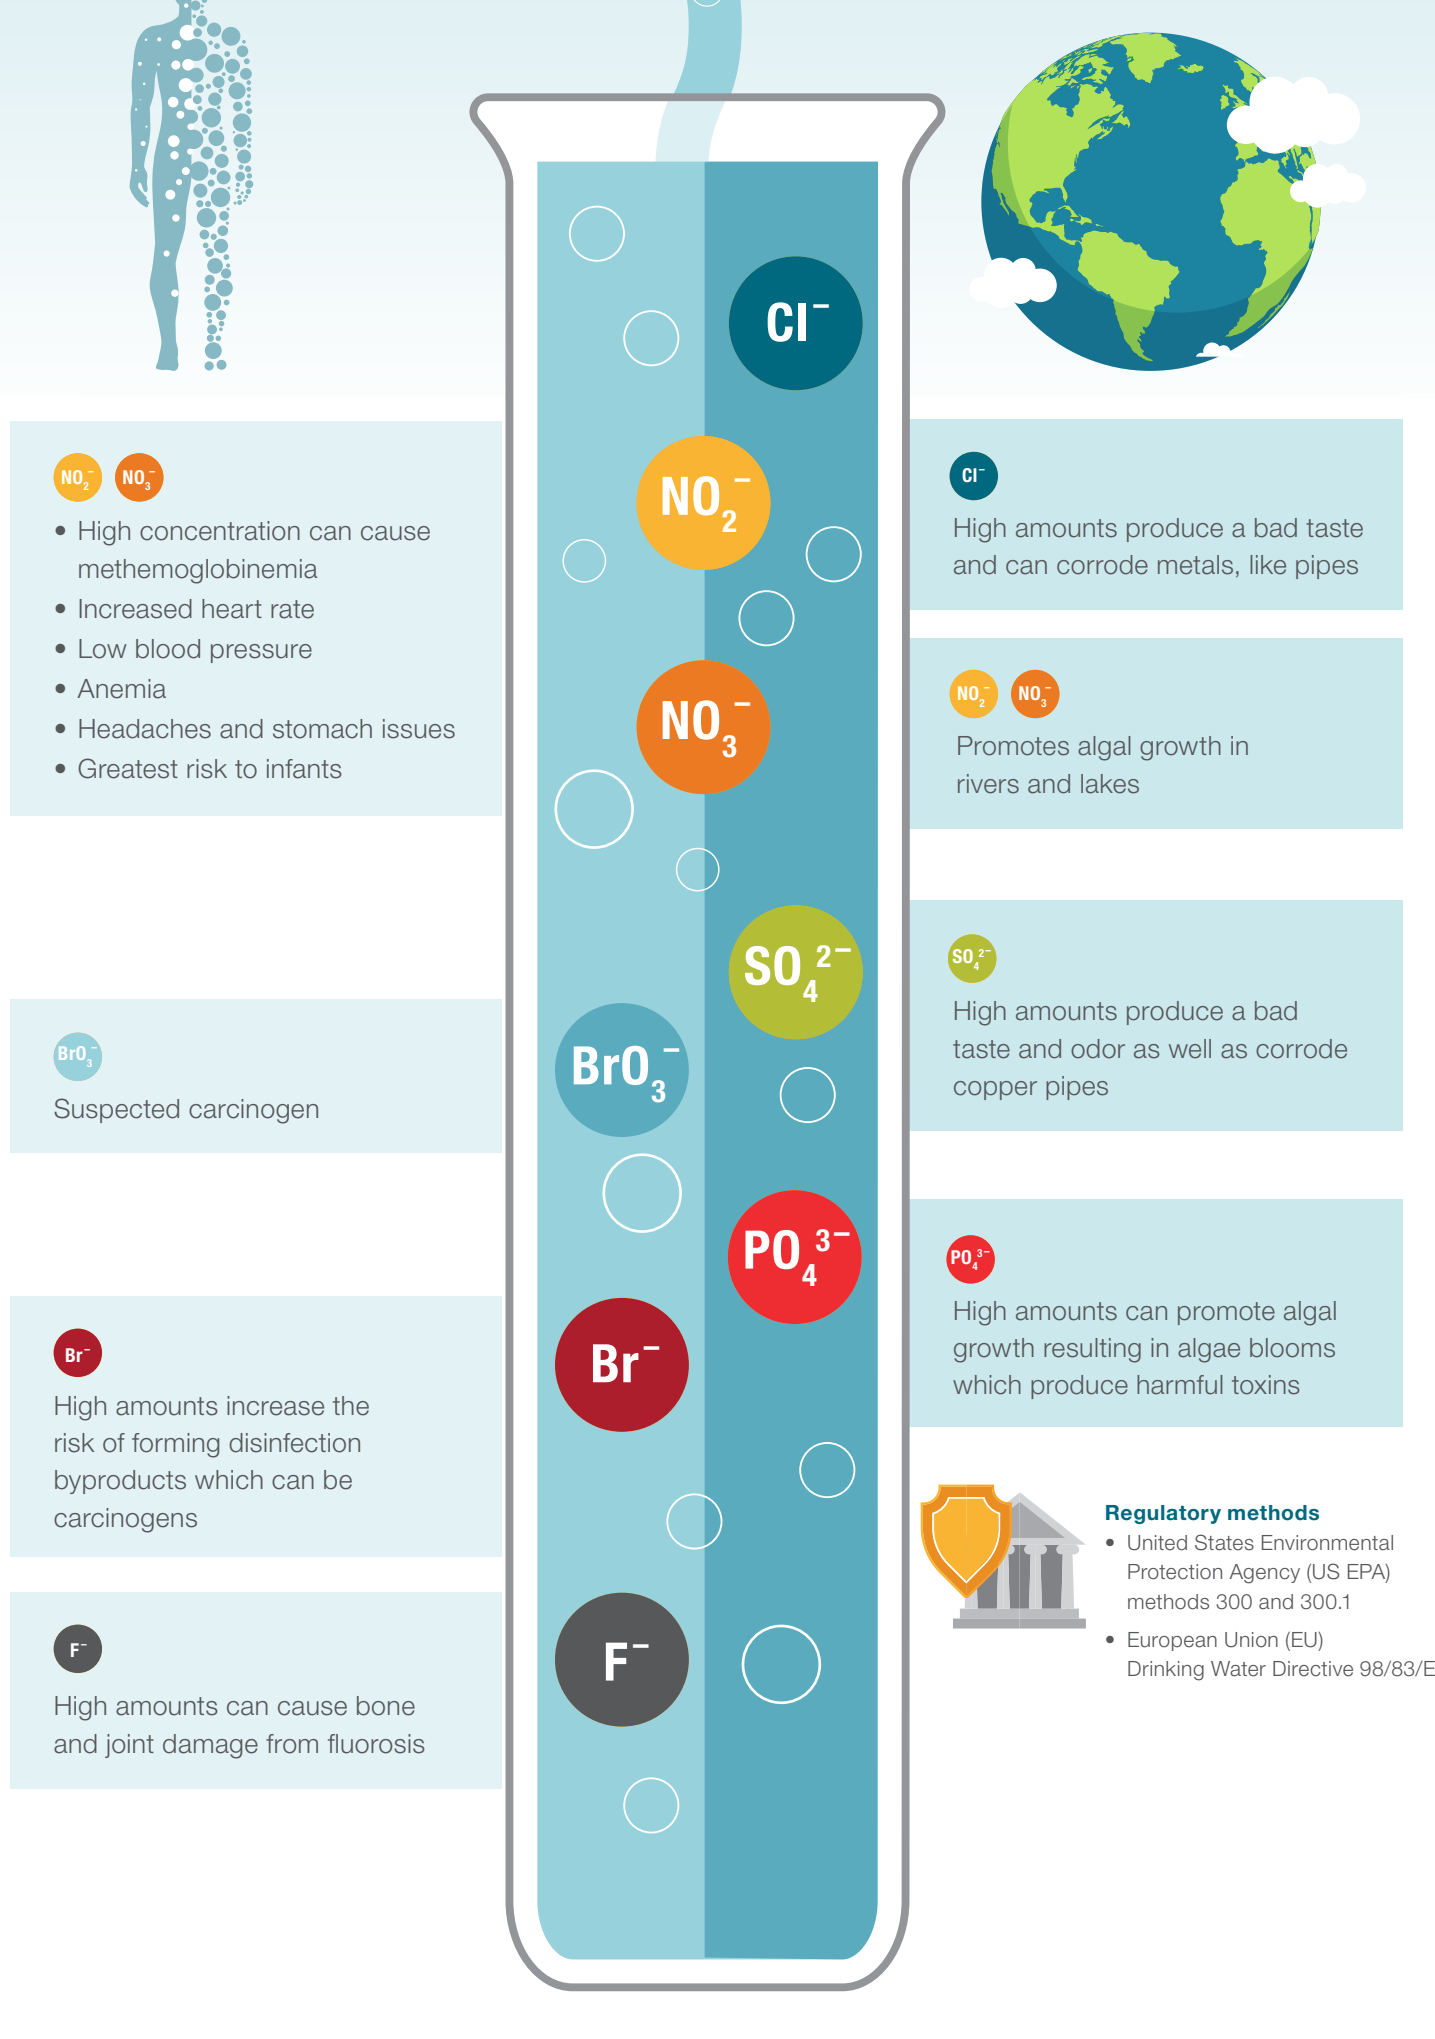 NO₂⁻ NO₃⁻
• High concentration can cause
methemoglobinemia
• Increased heart rate
• Low blood pressure
• Anemia
• Headaches and stomach issues
• Greatest risk to infants
BrO₃⁻
Suspected carcinogen
Br⁻
High amounts increase the
risk of forming disinfection
byproducts which can be
carcinogens
F⁻
High amounts can cause bone
and joint damage from fluorosis
Cl⁻
NO₂⁻
NO₃⁻
SO₄²⁻
BrO₃⁻
PO₄³⁻
Br⁻
F⁻
Cl⁻
High amounts produce a bad taste
and can corrode metals, like pipes
NO₂⁻ NO₃⁻
Promotes algal growth in
rivers and lakes
SO₄²⁻
High amounts produce a bad
taste and odor as well as corrode
copper pipes
PO₄³⁻
High amounts can promote algal
growth resulting in algae blooms
which produce harmful toxins
Regulatory methods
• United States Environmental
Protection Agency (US EPA)
methods 300 and 300.1
• European Union (EU)
Drinking Water Directive 98/83/E